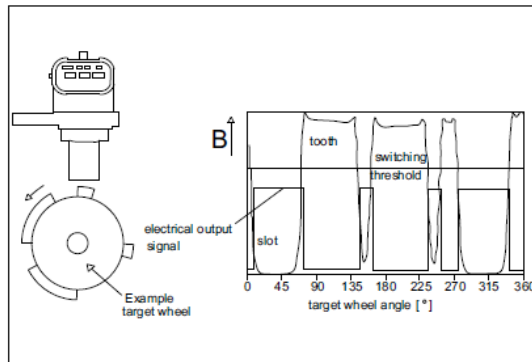 B
tooth
switching
threshold
electrical output
signal
slot
Example
target wheel
0 45 90 145 180 225 270 315 360
target wheel angle [°]